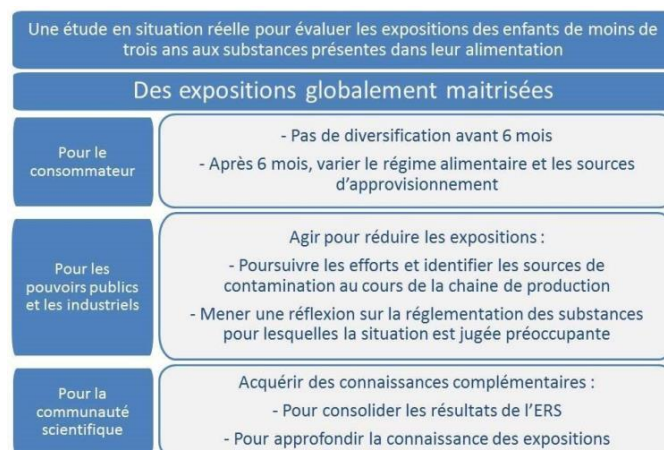 Une étude en situation réelle pour évaluer les expositions des enfants de moins de
trois ans aux substances présentes dans leur alimentation
Des expositions globalement maitrisées
Pour le
consommateur
- Pas de diversification avant 6 mois
- Après 6 mois, varier le régime alimentaire et les sources
d'approvisionnement
Pour les
pouvoirs publics
et les industriels
Agir pour réduire les expositions :
- Poursuivre les efforts et identifier les sources de
contamination au cours de la chaine de production
- Mener une réflexion sur la réglementation des substances
pour lesquelles la situation est jugée préoccupante
Pour la
communauté
scientifique
Acquérir des connaissances complémentaires :
- Pour consolider les résultats de l'ERS
- Pour approfondir la connaissance des expositions